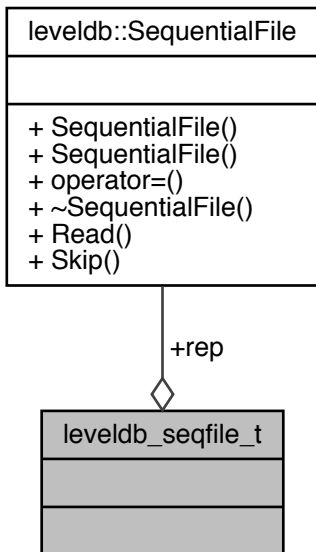 leveldb::SequentialFile
+ SequentialFile()
+ SequentialFile()
+ operator=()
+ ~SequentialFile()
+ Read()
+ Skip()
+rep
leveldb_seqfile_t